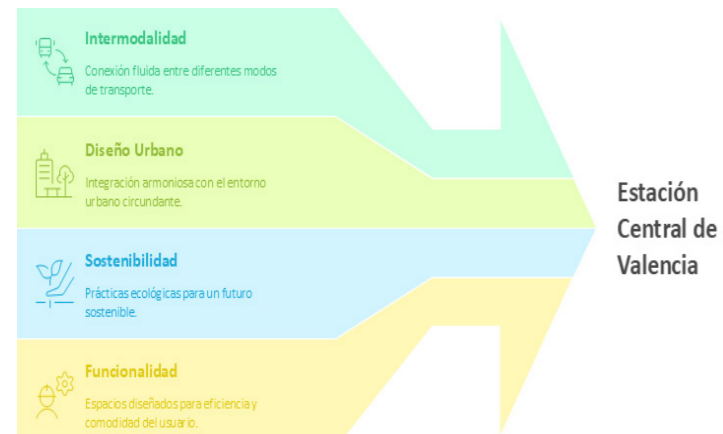 Intermodalidad
Conexión fluida entre diferentes modos
de transporte.
Diseño Urbano
Integración armoniosa con el entorno
urbano circundante.
Sostenibilidad
Prácticas ecológicas para un futuro
sostenible.
Funcionalidad
Espacios diseñados para eficiencia y
comodidad del usuario.
Estación
Central de
Valencia